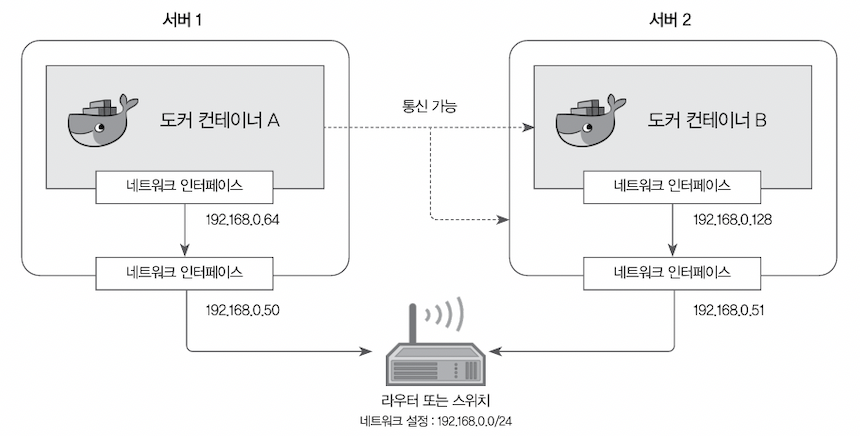 서버 1
서버 2
도커 컨테이너 A
통신 가능
도커 컨테이너 B
네트워크 인터페이스
네트워크 인터페이스
192.168.0.64
192.168.0.128
네트워크 인터페이스
네트워크 인터페이스
192.168.0.50
192.168.0.51
라우터 또는 스위치
네트워크 설정 : 192.168.0.0/24